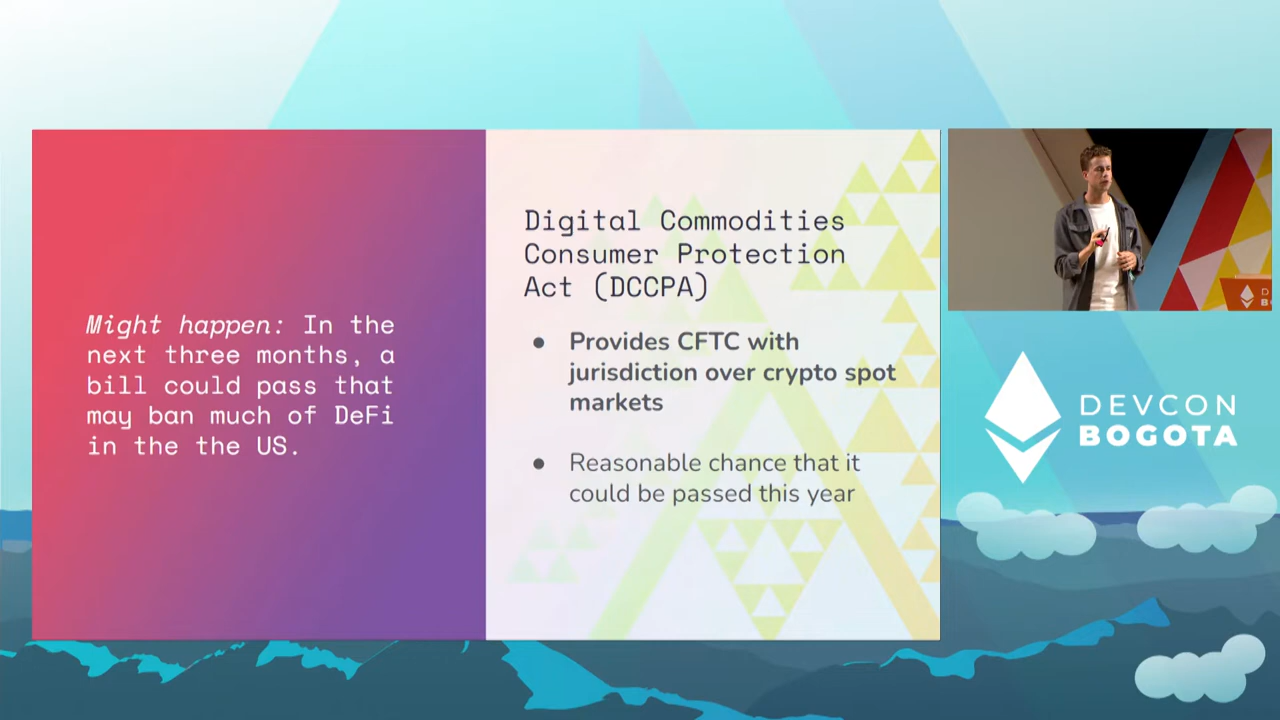 Might happen: In the
next three months, a
bill could pass that
may ban much of DeFi
in the the US.
Digital Commodities
Consumer Protection
Act (DCCPA)
• Provides CFTC with
jurisdiction over crypto spot
markets
• Reasonable chance that it
could be passed this year
DEVCON
BOGOTA